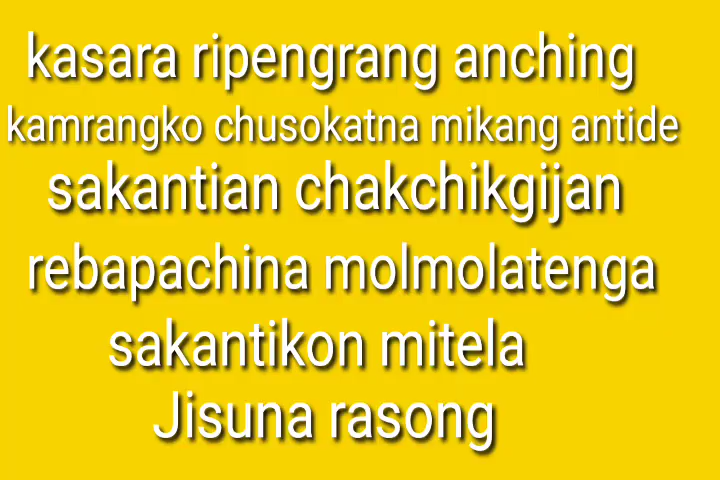 kasara ripengrang anching
kamrangko chusokatna mikang antide
sakantian chakchikgijan
rebapachina molmolatenga
sakantikon mitela
Jisuna rasong